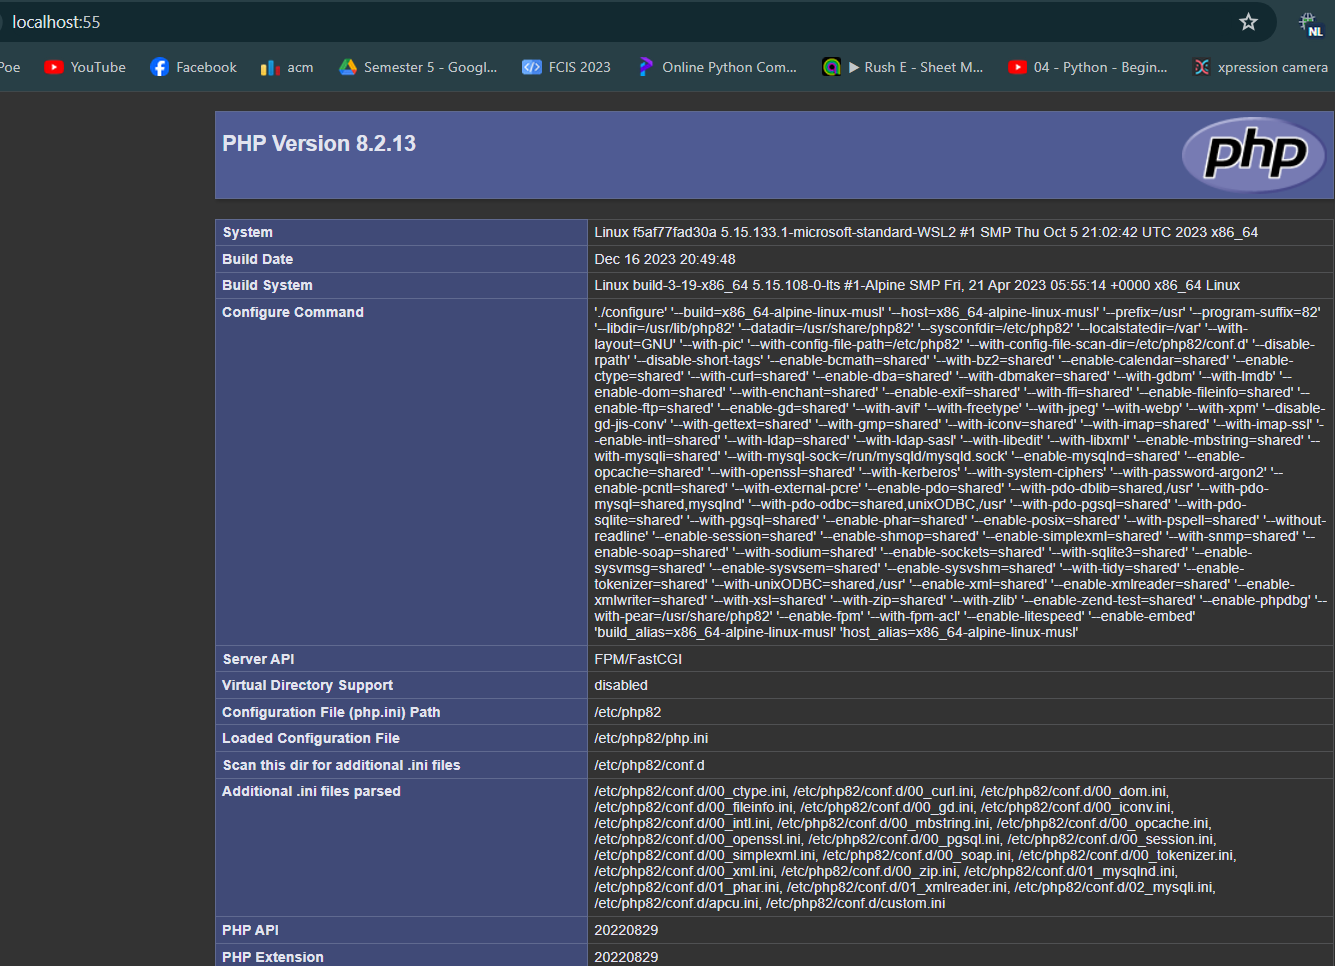 localhost:55
NL
Poe
YouTube
Facebook
acm
Semester 5 - Googl...
FCIS 2023
Online Python Com...
▶ Rush E - Sheet M...
04 - Python - Begin...
xpression camera
PHP Version 8.2.13
php
System
Linux f5af77fad30a 5.15.133.1-microsoft-standard-WSL2 #1 SMP Thu Oct 5 21:02:42 UTC 2023 x86_64
Build Date
Dec 16 2023 20:49:48
Build System
Linux build-3-19-x86_64 5.15.108-0-lts #1-Alpine SMP Fri, 21 Apr 2023 05:55:14 +0000 x86_64 Linux
Configure Command
'./configure' '--build=x86_64-alpine-linux-musl' '--host=x86_64-alpine-linux-musl' '--prefix=/usr' '--program-suffix=82'
'--libdir=/usr/lib/php82' '--datadir=/usr/share/php82' '--sysconfdir=/etc/php82' '--localstatedir=/var' '--with-
layout=GNU' '--with-pic' '--with-config-file-path=/etc/php82' '--with-config-file-scan-dir=/etc/php82/conf.d' '--disable-
rpath' '--disable-short-tags' '--enable-bcmath=shared' '--with-bz2=shared' '--enable-calendar=shared' '--enable-
ctype=shared' '--with-curl=shared' '--enable-dba=shared' '--with-dbmaker=shared' '--with-gdbm' '--with-lmdb' '--
enable-dom=shared' '--with-enchant=shared' '--enable-exif=shared' '--with-ffi=shared' '--enable-fileinfo=shared' '--
enable-ftp=shared' '--enable-gd=shared' '--with-avif' '--with-freetype' '--with-jpeg' '--with-webp' '--with-xpm' '--disable-
gd-jis-conv' '--with-gettext=shared' '--with-gmp=shared' '--with-iconv=shared' '--with-imap=shared' '--with-imap-ssl' '-
-enable-intl=shared' '--with-ldap=shared' '--with-ldap-sasl' '--with-libedit' '--with-libxml' '--enable-mbstring=shared' '--
with-mysqli=shared' '--with-mysql-sock=/run/mysqld/mysqld.sock' '--enable-mysqlnd=shared' '--enable-
opcache=shared' '--with-openssl=shared' '--with-kerberos' '--with-system-ciphers' '--with-password-argon2' '--
enable-pcntl=shared' '--with-external-pcre' '--enable-pdo=shared' '--with-pdo-dblib=shared,/usr' '--with-pdo-
mysql=shared,mysqlnd' '--with-pdo-odbc=shared,unixODBC,/usr' '--with-pdo-pgsql=shared' '--with-pdo-
sqlite=shared' '--with-pgsql=shared' '--enable-phar=shared' '--enable-posix=shared' '--with-pspell=shared' '--without-
readline' '--enable-session=shared' '--enable-shmop=shared' '--enable-simplexml=shared' '--with-snmp=shared' '--
enable-soap=shared' '--with-sodium=shared' '--enable-sockets=shared' '--with-sqlite3=shared' '--enable-
sysvmsg=shared' '--enable-sysvsem=shared' '--enable-sysvshm=shared' '--with-tidy=shared' '--enable-
tokenizer=shared' '--with-unixODBC=shared,/usr' '--enable-xml=shared' '--enable-xmlreader=shared' '--enable-
xmlwriter=shared' '--with-xsl=shared' '--with-zip=shared' '--with-zlib' '--enable-zend-test=shared' '--enable-phpdbg' '--
with-pear=/usr/share/php82' '--enable-fpm' '--with-fpm-acl' '--enable-litespeed' '--enable-embed'
'build_alias=x86_64-alpine-linux-musl' 'host_alias=x86_64-alpine-linux-musl'
Server API
FPM/FastCGI
Virtual Directory Support
disabled
Configuration File (php.ini) Path
/etc/php82
Loaded Configuration File
/etc/php82/php.ini
Scan this dir for additional .ini files
/etc/php82/conf.d
Additional .ini files parsed
/etc/php82/conf.d/00_ctype.ini, /etc/php82/conf.d/00_curl.ini, /etc/php82/conf.d/00_dom.ini,
/etc/php82/conf.d/00_fileinfo.ini, /etc/php82/conf.d/00_gd.ini, /etc/php82/conf.d/00_iconv.ini,
/etc/php82/conf.d/00_intl.ini, /etc/php82/conf.d/00_mbstring.ini, /etc/php82/conf.d/00_opcache.ini,
/etc/php82/conf.d/00_openssl.ini, /etc/php82/conf.d/00_pgsql.ini, /etc/php82/conf.d/00_session.ini,
/etc/php82/conf.d/00_simplexml.ini, /etc/php82/conf.d/00_soap.ini, /etc/php82/conf.d/00_tokenizer.ini,
/etc/php82/conf.d/00_xml.ini, /etc/php82/conf.d/00_zip.ini, /etc/php82/conf.d/01_mysqlnd.ini,
/etc/php82/conf.d/01_phar.ini, /etc/php82/conf.d/01_xmlreader.ini, /etc/php82/conf.d/02_mysqli.ini,
/etc/php82/conf.d/apcu.ini, /etc/php82/conf.d/custom.ini
PHP API
20220829
PHP Extension
20220829